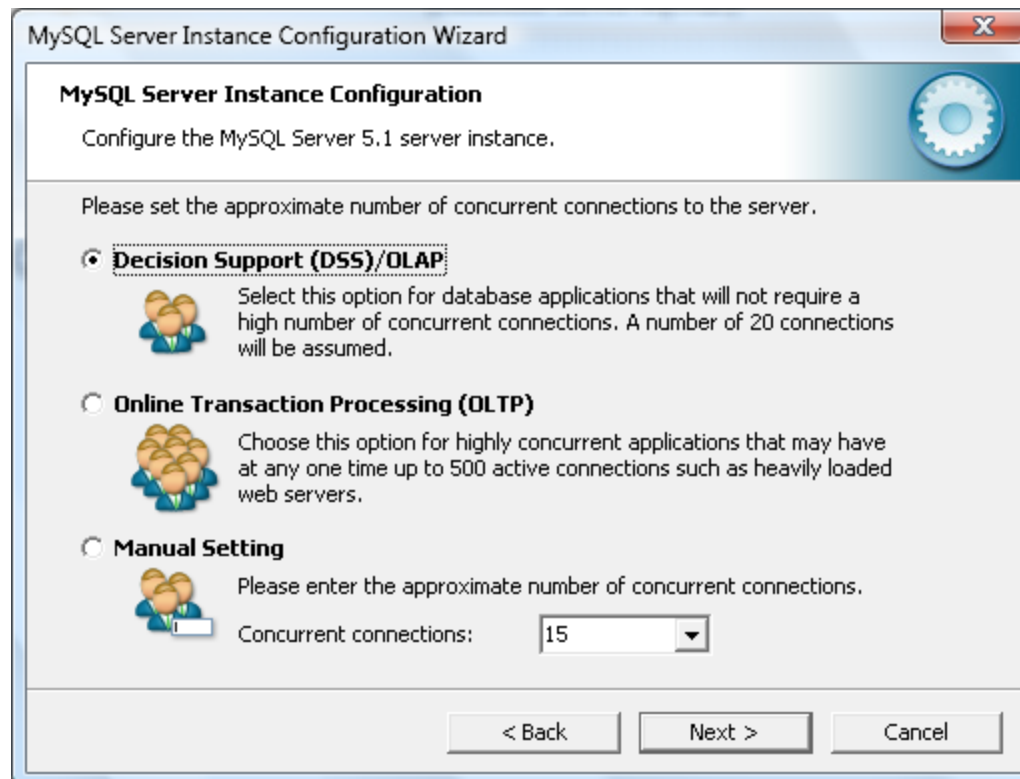 MySQL Server Instance Configuration Wizard
MySQL Server Instance Configuration
Configure the MySQL Server 5.1 server instance.
Please set the approximate number of concurrent connections to the server.
Decision Support (DSS)/OLAP
Select this option for database applications that will not require a
high number of concurrent connections. A number of 20 connections
will be assumed.
Online Transaction Processing (OLTP)
Choose this option for highly concurrent applications that may have
at any one time up to 500 active connections such as heavily loaded
web servers.
Manual Setting
Please enter the approximate number of concurrent connections.
Concurrent connections: 15
< Back Next > Cancel